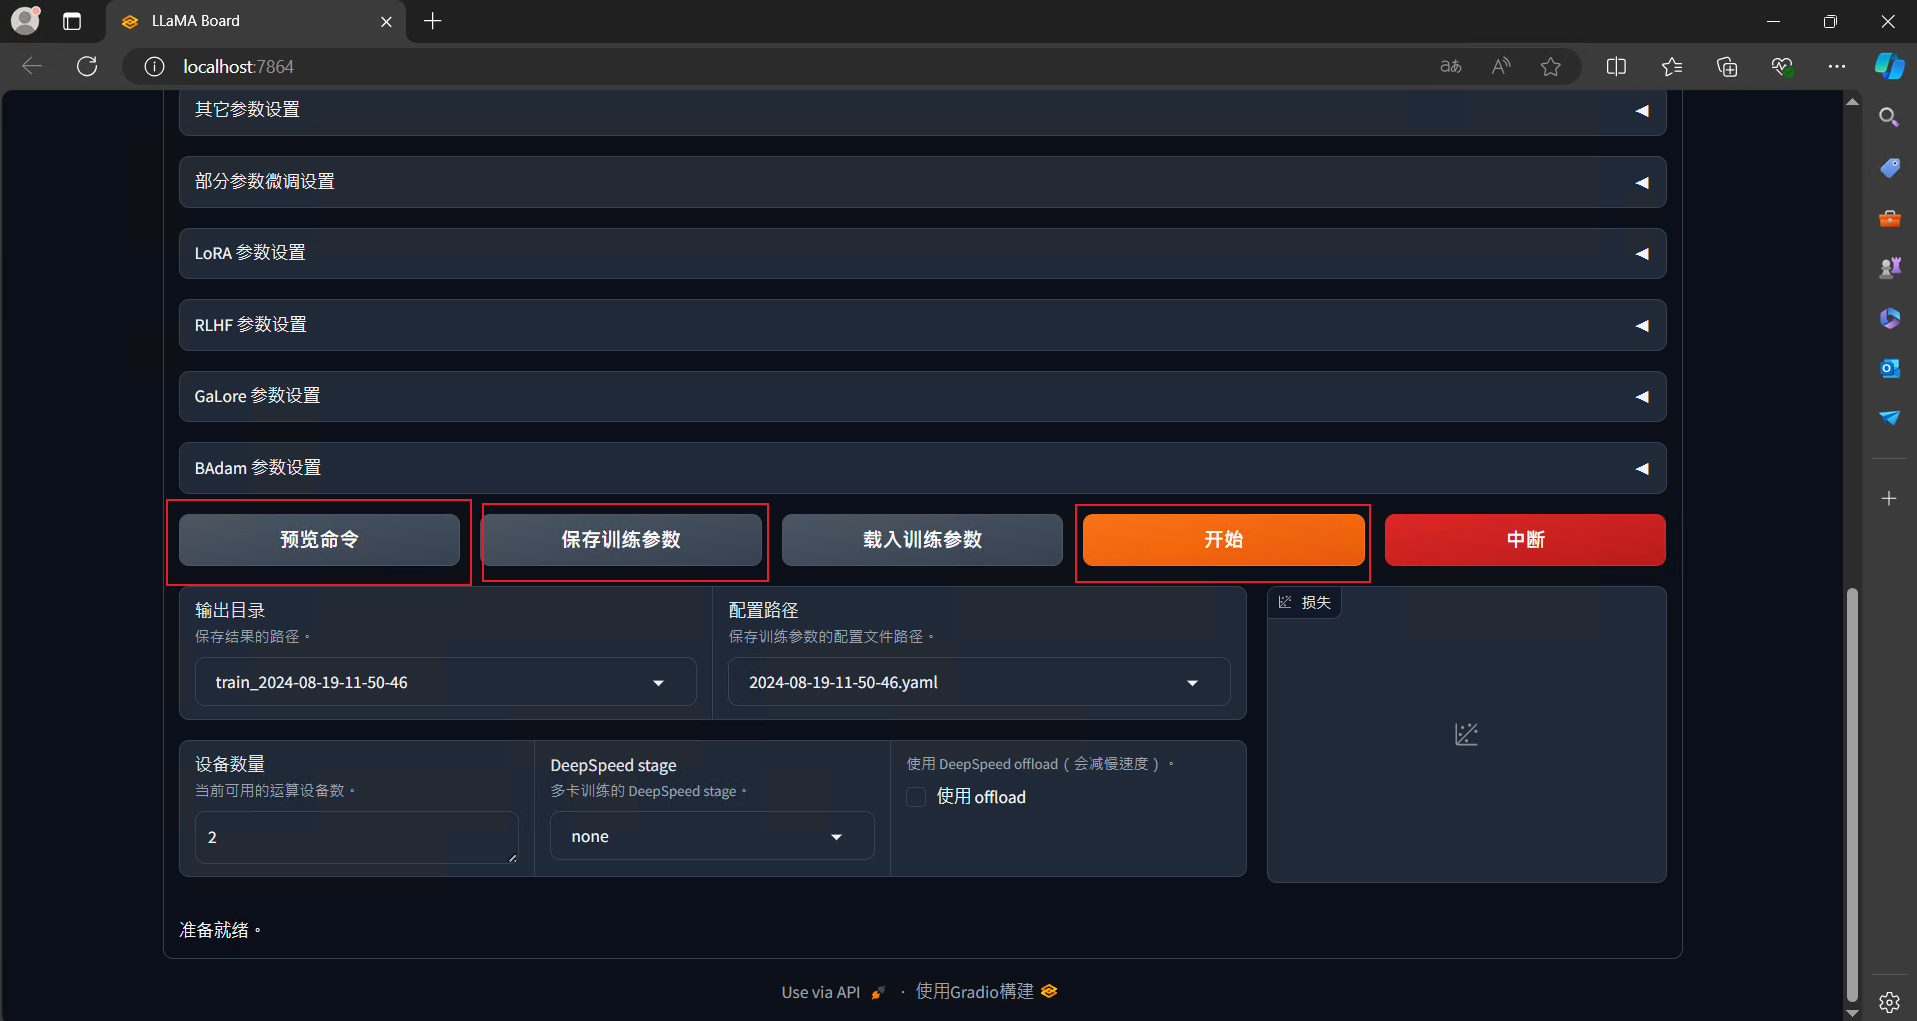 LLaMA Board
localhost:7864
其它参数设置
部分参数微调设置
LoRA 参数设置
RLHF 参数设置
GaLore 参数设置
BAdam 参数设置
预览命令
保存训练参数
载入训练参数
开始
中断
输出目录
保存结果的路径。
train_2024-08-19-11-50-46
配置路径
保存训练参数的配置文件路径。
2024-08-19-11-50-46.yaml
损失
设备数量
当前可用的运算设备数。
2
DeepSpeed stage
多卡训练的 DeepSpeed stage。
none
使用 DeepSpeed offload（会减慢速度）。
使用 offload
准备就绪。
Use via API · 使用Gradio構建